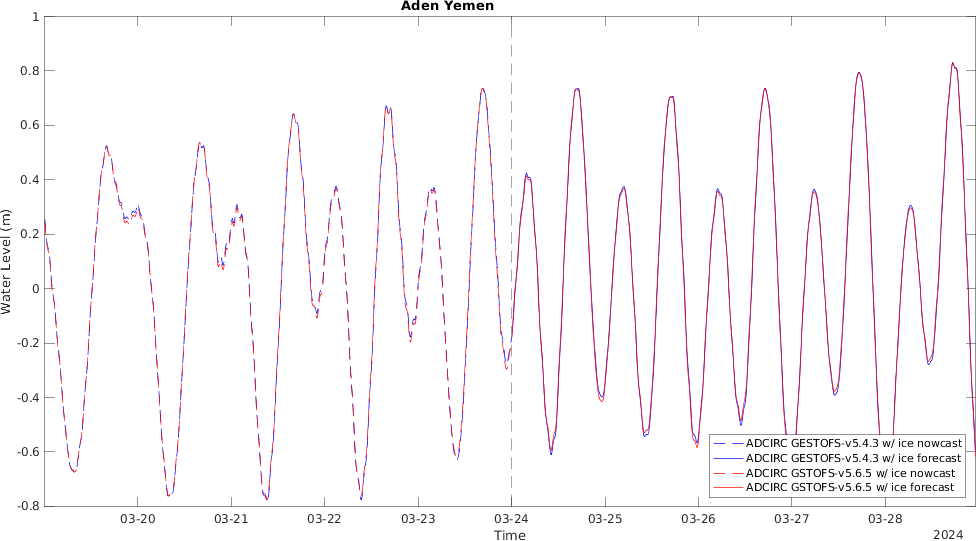 Aden Yemen
1
0.8
0.6
0.4
0.2
0
-0.2
-0.4
-0.6
-0.8
Water Level (m)
03-20 03-21 03-22 03-23 03-24 03-25 03-26 03-27 03-28
Time
2024
ADCIRC GESTOFS-v5.4.3 w/ ice nowcast
ADCIRC GESTOFS-v5.4.3 w/ ice forecast
ADCIRC GSTOFS-v5.6.5 w/ ice nowcast
ADCIRC GSTOFS-v5.6.5 w/ ice forecast